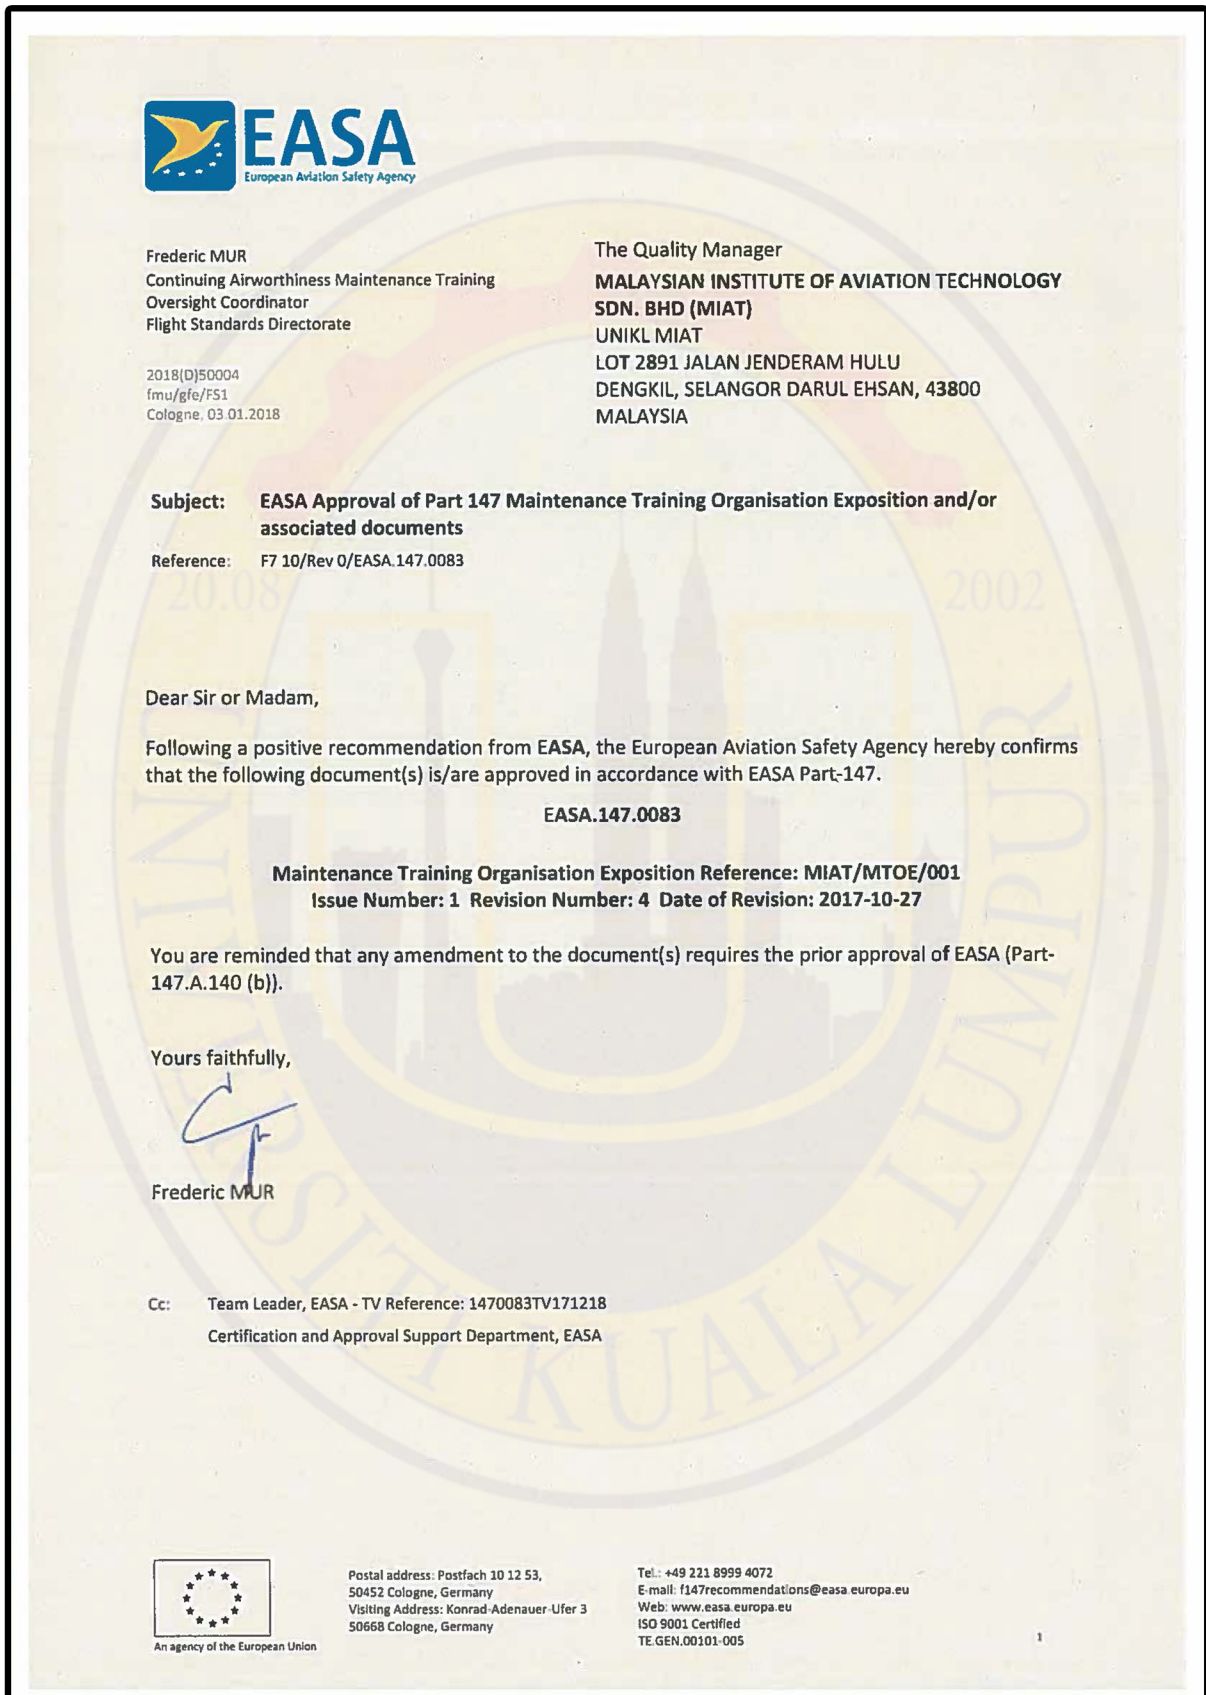 EASA
European Aviation Safety Agency
Frederic MUR
Continuing Airworthiness Maintenance Training
Oversight Coordinator
Flight Standards Directorate
2018(D)50004
fmu/gfe/FS1
Cologne, 03.01.2018
The Quality Manager
MALAYSIAN INSTITUTE OF AVIATION TECHNOLOGY
SDN. BHD (MIAT)
UNIKL MIAT
LOT 2891 JALAN JENDERAM HULU
DENGKIL, SELANGOR DARUL EHSAN, 43800
MALAYSIA
Subject: EASA Approval of Part 147 Maintenance Training Organisation Exposition and/or
associated documents
Reference: F7 10/Rev 0/EASA.147.0083
20.08 2002
Dear Sir or Madam,
Following a positive recommendation from EASA, the European Aviation Safety Agency hereby confirms
that the following document(s) is/are approved in accordance with EASA Part-147.
EASA.147.0083
Maintenance Training Organisation Exposition Reference: MIAT/MTOE/001
Issue Number: 1 Revision Number: 4 Date of Revision: 2017-10-27
You are reminded that any amendment to the document(s) requires the prior approval of EASA (Part-
147.A.140 (b)).
Yours faithfully,
Frederic MUR
Cc: Team Leader, EASA - TV Reference: 1470083TV171218
Certification and Approval Support Department, EASA
UNIVERSITI KUALA LUMPUR
An agency of the European Union
Postal address: Postfach 10 12 53,
50452 Cologne, Germany
Visiting Address: Konrad-Adenauer-Ufer 3
50668 Cologne, Germany
Tel.: +49 221 8999 4072
E-mail: f147recommendations@easa.europa.eu
Web: www.easa.europa.eu
ISO 9001 Certified
TE.GEN.00101-005
1